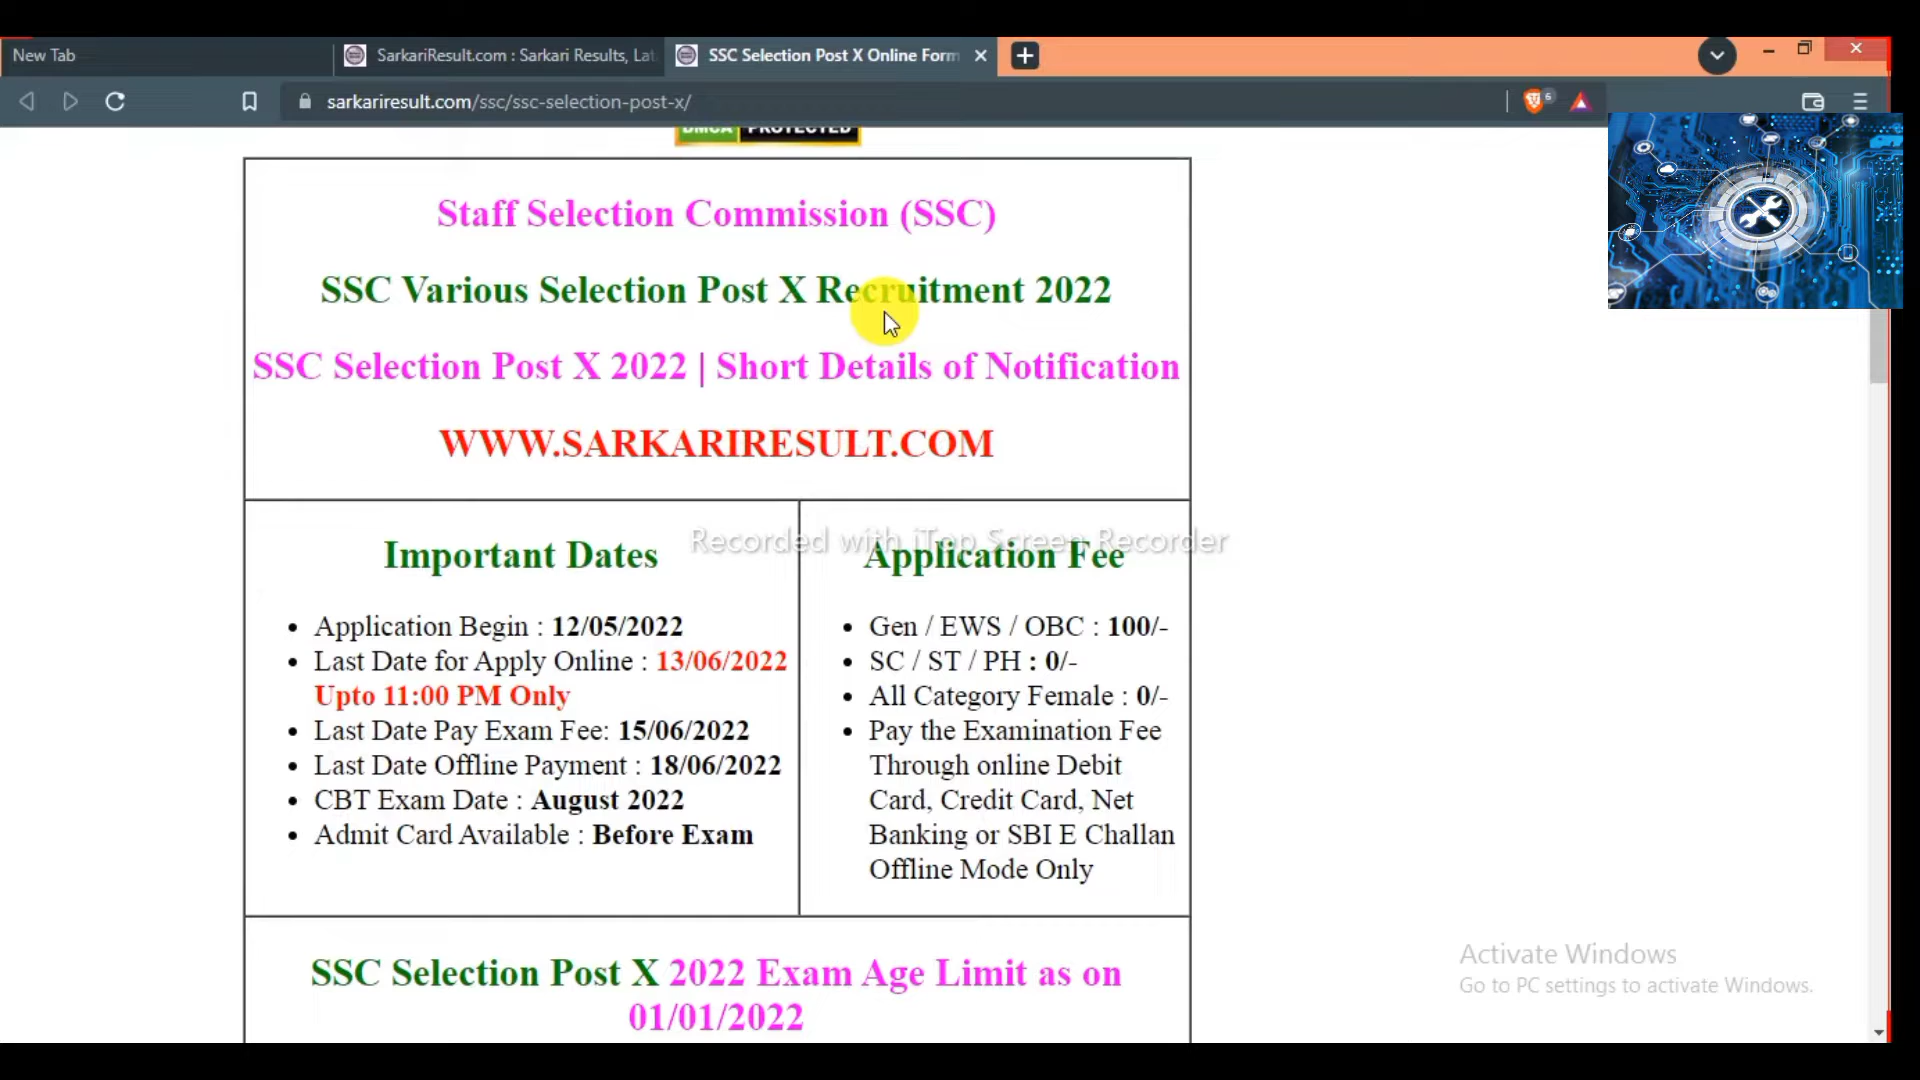 New Tab
SarkariResult.com : Sarkari Results, Lat
SSC Selection Post X Online Form
sarkariresult.com/ssc/ssc-selection-post-x/
6
DMCA PROTECTED
Staff Selection Commission (SSC)
SSC Various Selection Post X Recruitment 2022
SSC Selection Post X 2022 | Short Details of Notification
WWW.SARKARIRESULT.COM
Recorded with iTop Screen Recorder
Important Dates
Application Begin : 12/05/2022
Last Date for Apply Online : 13/06/2022
Upto 11:00 PM Only
Last Date Pay Exam Fee: 15/06/2022
Last Date Offline Payment : 18/06/2022
CBT Exam Date : August 2022
Admit Card Available : Before Exam
Application Fee
Gen / EWS / OBC : 100/-
SC / ST / PH : 0/-
All Category Female : 0/-
Pay the Examination Fee
Through online Debit
Card, Credit Card, Net
Banking or SBI E Challan
Offline Mode Only
SSC Selection Post X 2022 Exam Age Limit as on
01/01/2022
Activate Windows
Go to PC settings to activate Windows.